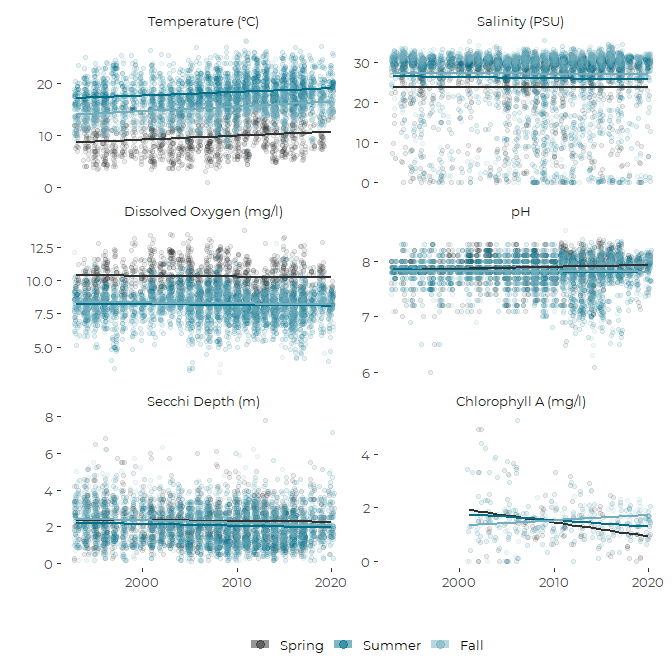 Temperature (°C)
Salinity (PSU)
20
10
0
30
20
10
0
Dissolved Oxygen (mg/l)
pH
12.5
10.0
7.5
5.0
8
7
6
Secchi Depth (m)
Chlorophyll A (mg/l)
8
6
4
2
0
4
2
0
2000 2010 2020
2000 2010 2020
Spring Summer Fall